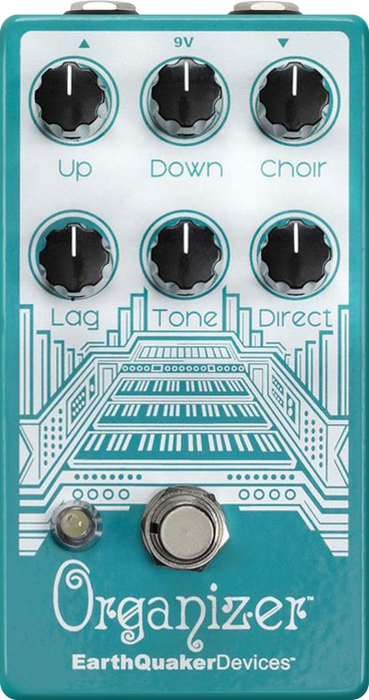 ▲ 9V ▼
Up Down Choir
Lag Tone Direct
Organizer™
EarthQuakerDevices™